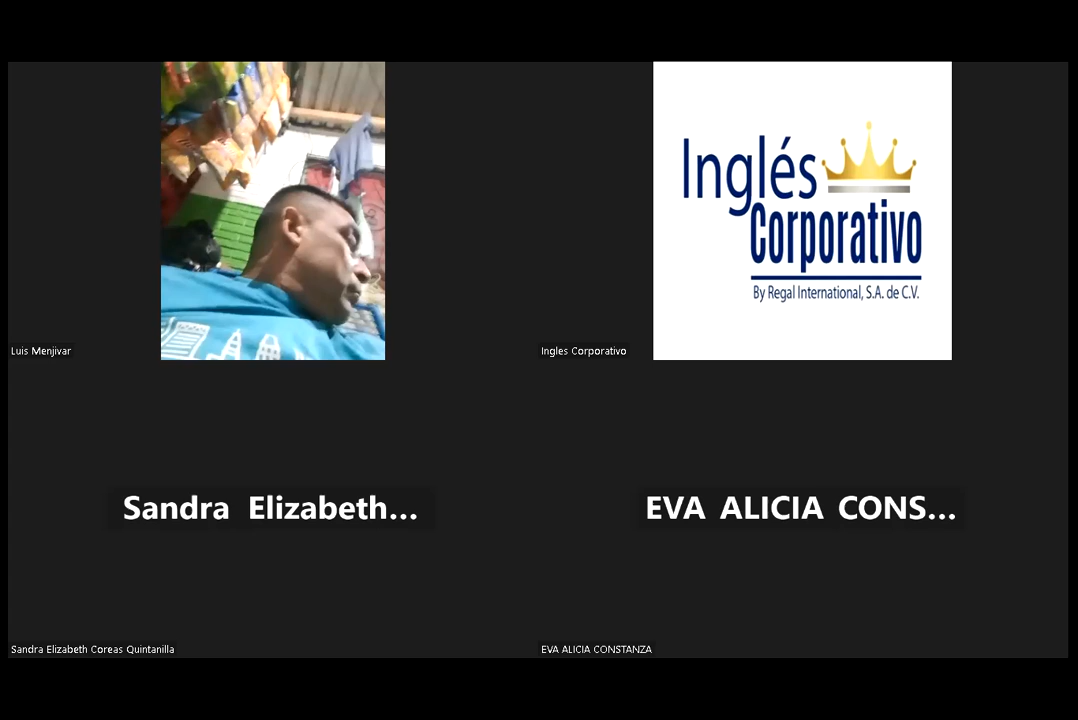 Luis Menjivar
Inglés
Corporativo
By Regal International, S.A. de C.V.
Ingles Corporativo
Sandra Elizabeth...
Sandra Elizabeth Coreas Quintanilla
EVA ALICIA CONS...
EVA ALICIA CONSTANZA